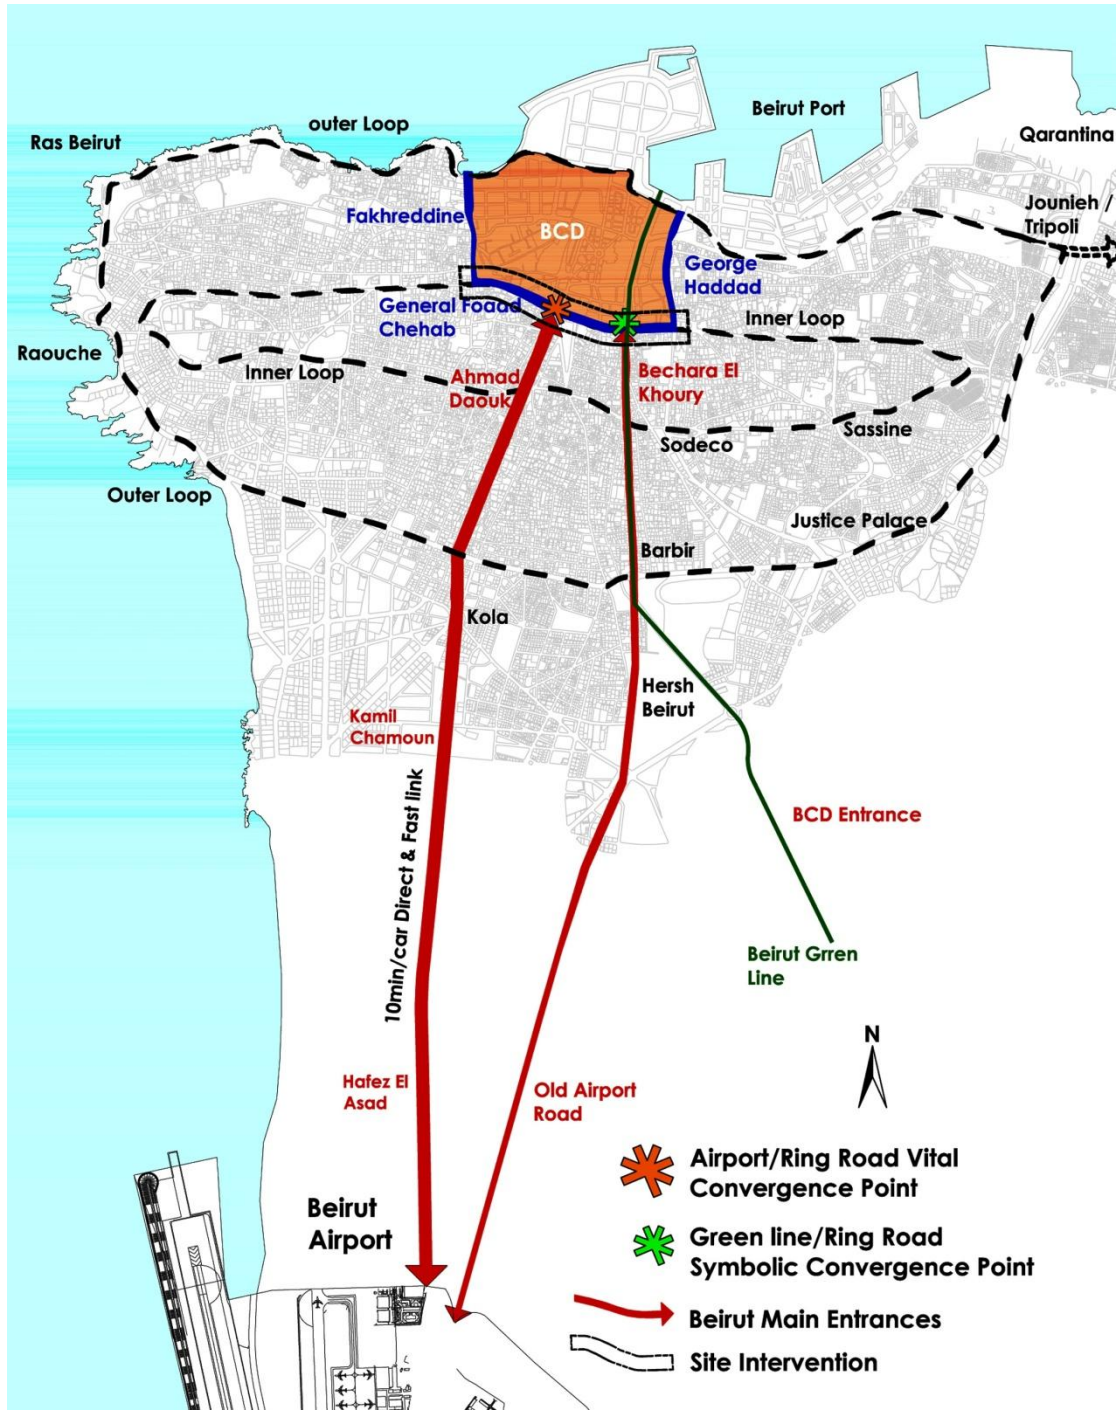 outer Loop
Beirut Port
Ras Beirut
Qarantina
Jounieh /
Tripoli
Fakhreddine
BCD
George
Haddad
General Foaad
Chehab
Inner Loop
Raouche
Inner Loop
Ahmad
Daouk
Bechara El
Khoury
Sassine
Sodeco
Outer Loop
Justice Palace
Barbir
Kola
Hersh
Beirut
Kamil
Chamoun
10min/car Direct & Fast link
BCD Entrance
Beirut Grren
Line
N
Hafez El
Asad
Old Airport
Road
Beirut
Airport
Airport/Ring Road Vital
Convergence Point
Green line/Ring Road
Symbolic Convergence Point
Beirut Main Entrances
Site Intervention